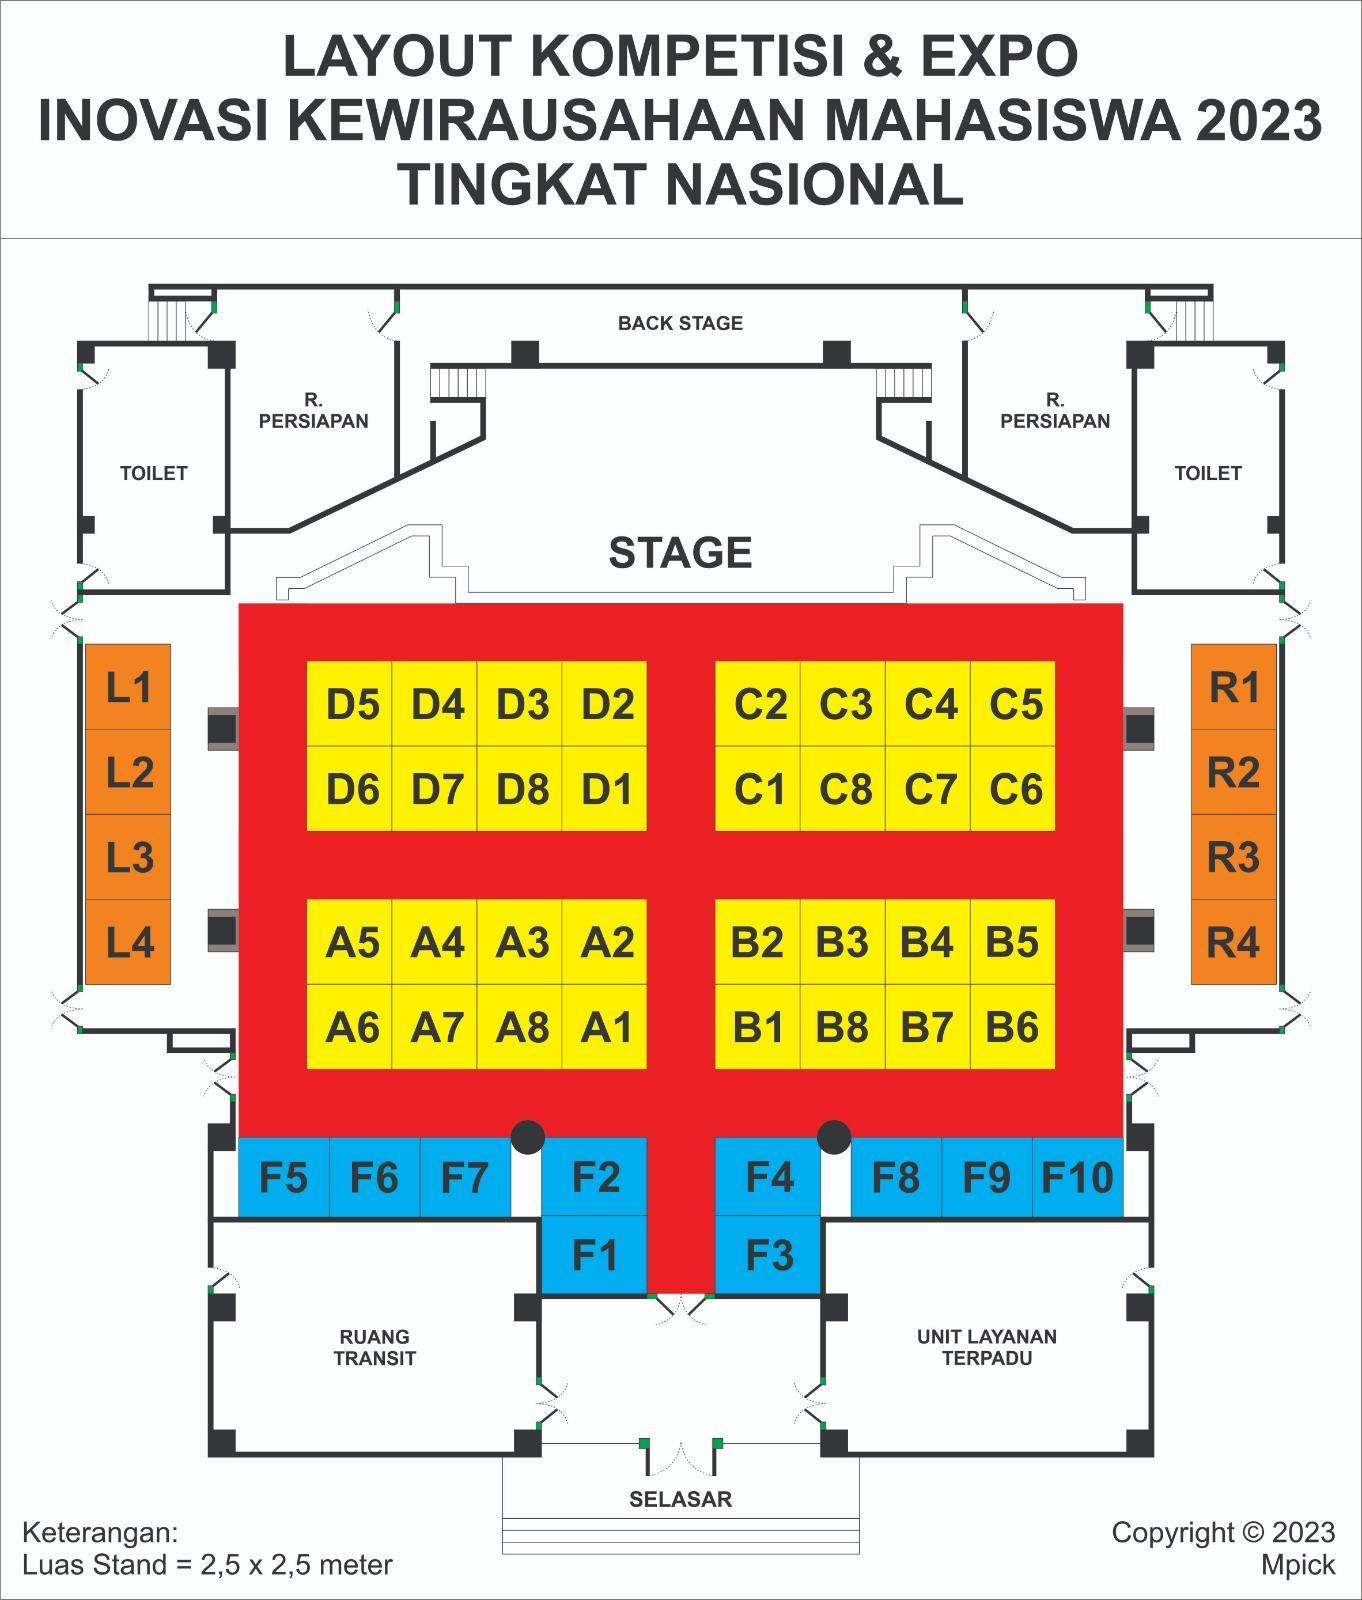 LAYOUT KOMPETISI & EXPO
INOVASI KEWIRAUSAHAAN MAHASISWA 2023
TINGKAT NASIONAL
BACK STAGE
R.
PERSIAPAN
R.
PERSIAPAN
TOILET
TOILET
STAGE
L1
L2
L3
L4
D5 D4 D3 D2
D6 D7 D8 D1
C2 C3 C4 C5
C1 C8 C7 C6
R1
R2
R3
R4
A5 A4 A3 A2
A6 A7 A8 A1
B2 B3 B4 B5
B1 B8 B7 B6
F5 F6 F7 F2 F4 F8 F9 F10
F1 F3
RUANG
TRANSIT
UNIT LAYANAN
TERPADU
SELASAR
Keterangan:
Luas Stand = 2,5 x 2,5 meter
Copyright © 2023
Mpick